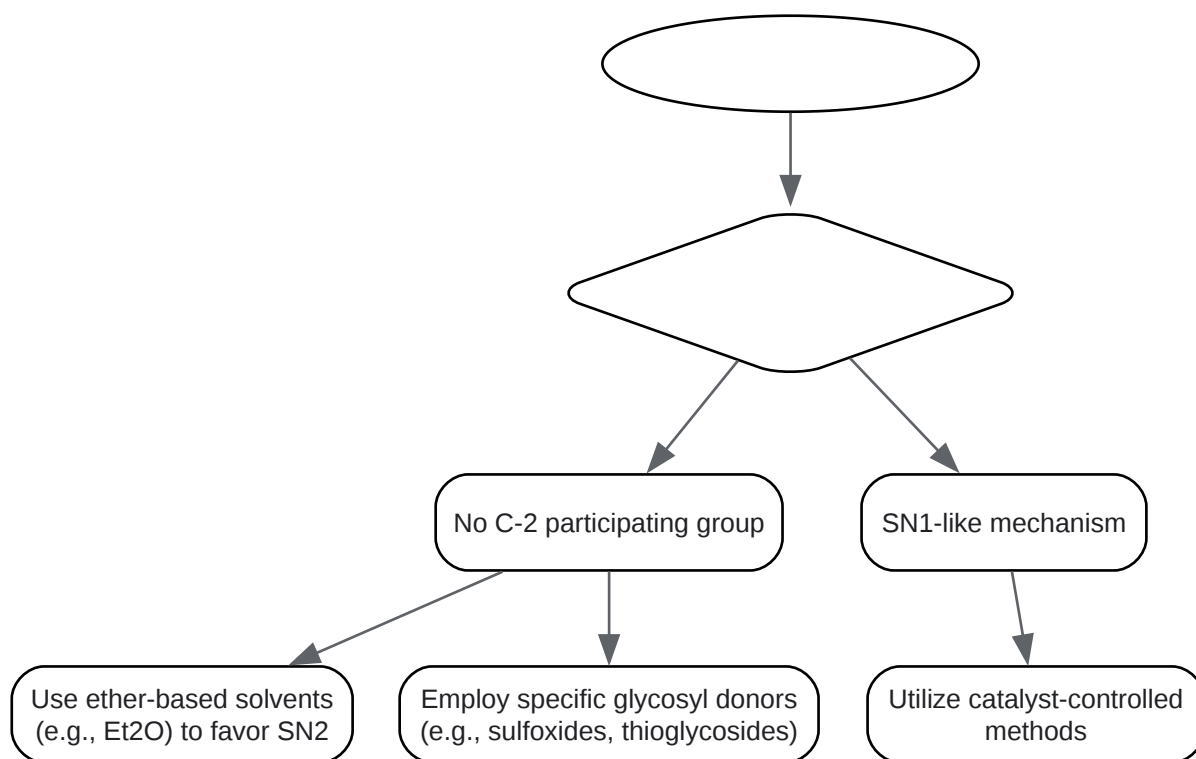 No C-2 participating group
SN1-like mechanism
Use ether-based solvents
(e.g., Et2O) to favor SN2
Employ specific glycosyl donors
(e.g., sulfoxides, thioglycosides)
Utilize catalyst-controlled
methods